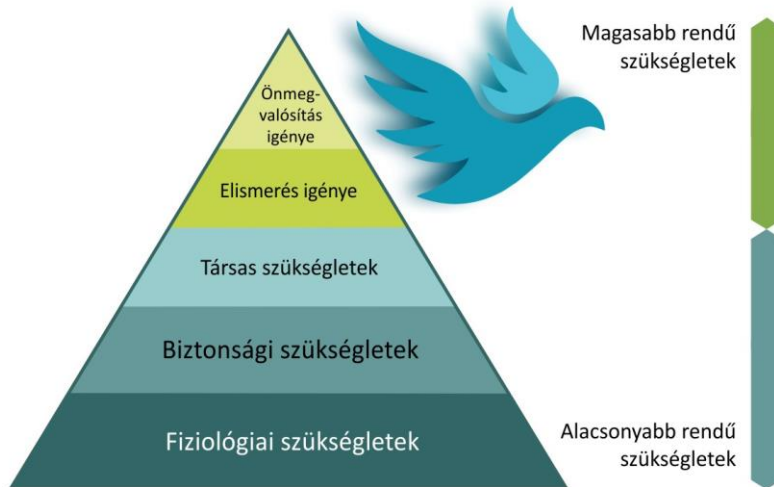 Önmeg-
valósítás
igénye
Elismerés igénye
Társas szükségletek
Biztonsági szükségletek
Fiziológiai szükségletek
Magasabb rendű
szükségletek
Alacsonyabb rendű
szükségletek